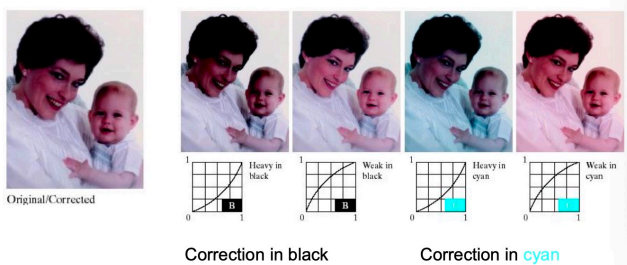 Original/Corrected
1
Heavy in
black
B
0
1
1
Weak in
black
B
0
1
1
Heavy in
cyan
0
1
1
Weak in
cyan
0
1
Correction in black
Correction in cyan